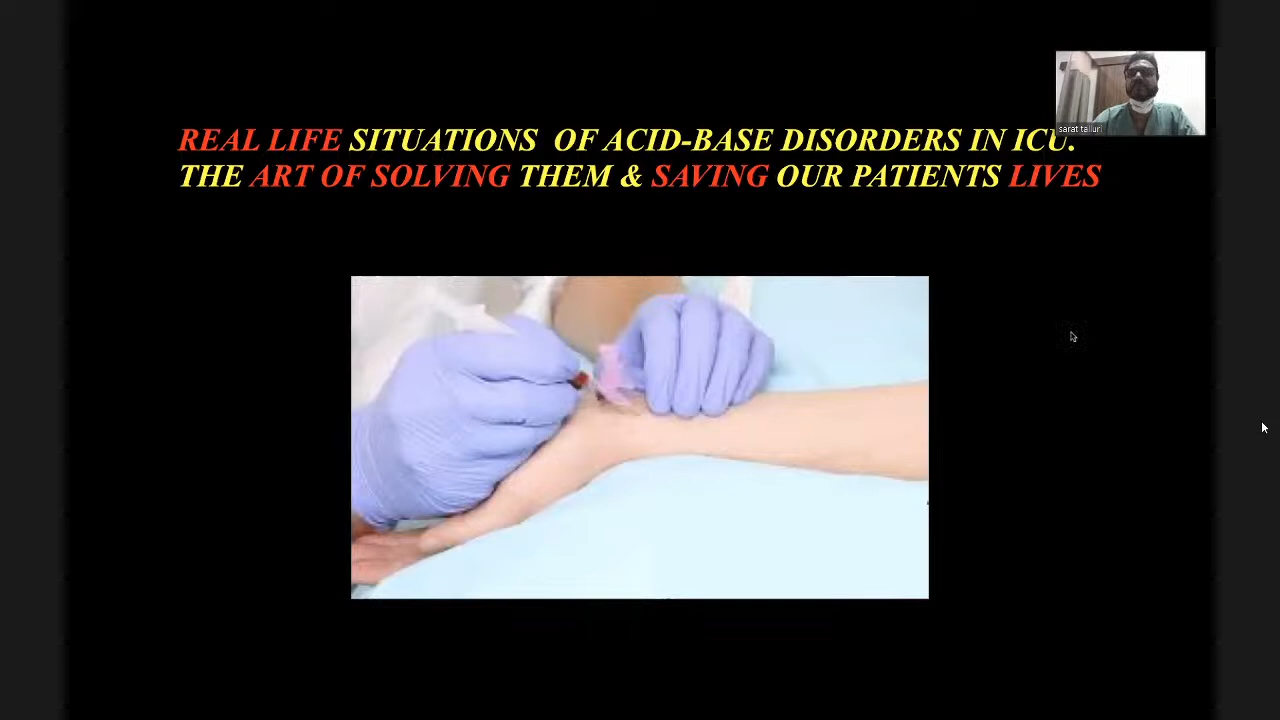 REAL LIFE SITUATIONS OF ACID-BASE DISORDERS IN ICU.
THE ART OF SOLVING THEM & SAVING OUR PATIENTS LIVES
sarat talluri